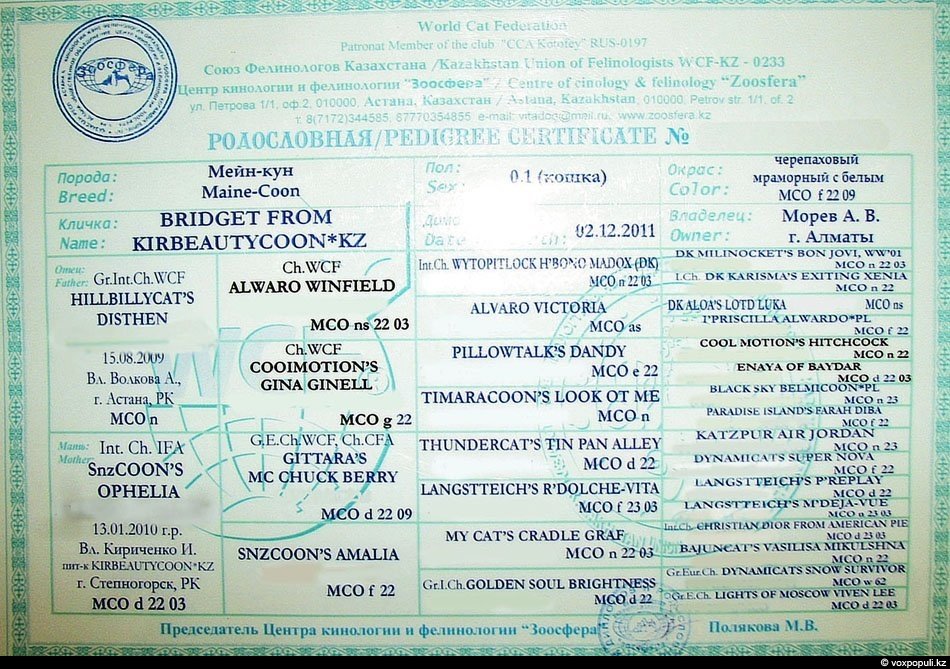 World Cat Federation
Patronat Member of the club "CCA Kotofey" RUS-0197
Союз Фелинологов Казахстана /Kazakhstan Union of Felinologists WCF-KZ - 0233
Центр кинологии и фелинологии "Зоосфера" / Centre of cinology & felinology "Zoosfera"
ул. Петрова 1/1, оф.2, 010000, Астана, Казахстан / Astana, Kazakhstan, 010000, Petrov str. 1/1, of. 2
т. 8(7172)344585, 87770354855 e-mail: vitadog@mail.ru, www.zoosfera.kz
Зоосфера
РОДОСЛОВНАЯ/PEDIGREE CERTIFICATE №
Порода:
Breed:
Мейн-кун
Maine-Coon
Пол:
Sex:
0.1 (кошка)
Окрас:
Color:
черепаховый
мраморный с белым
MCO f 22 09
Кличка:
Name:
BRIDGET FROM
KIRBEAUTYCOON*KZ
02.12.2011
Владелец:
Owner:
Морев А. В.
г. Алматы
Отец:
Father:
Gr.Int.Ch.WCF
HILLBILLYCAT'S
DISTHEN
15.08.2009
Вл. Волкова А.,
г. Астана, РК
MCO n
Мать:
Mother:
Int. Ch. IFA
SnzCOON'S
OPHELIA
13.01.2010 г.р.
Вл. Кириченко И.
пит-к KIRBEAUTYCOON*KZ
г. Степногорск, РК
MCO d 22 03
Ch.WCF
ALWARO WINFIELD
MCO ns 22 03
Ch.WCF
COOIMOTION'S
GINA GINELL
MCO g 22
G.E.Ch.WCF, Ch.CFA
GITTARA'S
MC CHUCK BERRY
MCO d 22 09
SNZCOON'S AMALIA
MCO f 22
Int.Ch. WYTOPITLOCK H'BONO MADOX (DK)
MCO n 22 03
ALVARO VICTORIA
MCO as
PILLOWTALK'S DANDY
MCO e 22
TIMARACOON'S LOOK OT ME
MCO n
THUNDERCAT'S TIN PAN ALLEY
MCO d 22
LANGSTTEICH'S R'DOLCHE-VITA
MCO f 23 03
MY CAT'S CRADLE GRAF
MCO n 22 03
Gr.I.Ch.GOLDEN SOUL BRIGHTNESS
MCO d 22
DK MILINOCKET'S BON JOVI, WW'01
MCO n 22 03
I.Ch. DK KARISMA'S EXITING XENIA
MCO n 22
DK ALOA'S LOTD LUKA MCO ns
I'PRISCILLA ALWARDO*PL
MCO f 22
COOL MOTION'S HITCHCOCK
MCO n 22
ENAYA OF BAYDAR
MCO d 22 03
BLACK SKY BELMICOON*PL
MCO n 23
PARADISE ISLAND'S FARAH DIBA
MCO f 22
KATZPUR AIR JORDAN
MCO n 23
DYNAMICATS SUPER NOVA
MCO f 22
LANGSTTEICH'S P'REPLAY
MCO d 22
LANGSTTEICH'S M'DEJA-VUE
MCO n 23 03
Int.Ch. CHRISTIAN DIOR FROM AMERICAN PIE
MCO d 23 03
BAJUNCAT'S VASILISA MIKULSHNA
MCO n 22
Gr.Eur.Ch. DYNAMICATS SNOW SURVIVOR
MCO w 62
Gr.E.Ch. LIGHTS OF MOSCOW VIVEN LEE
MCO d 22 03
Председатель Центра кинологии и фелинологии "Зоосфера
Полякова М.В.
© voxpopuli.kz